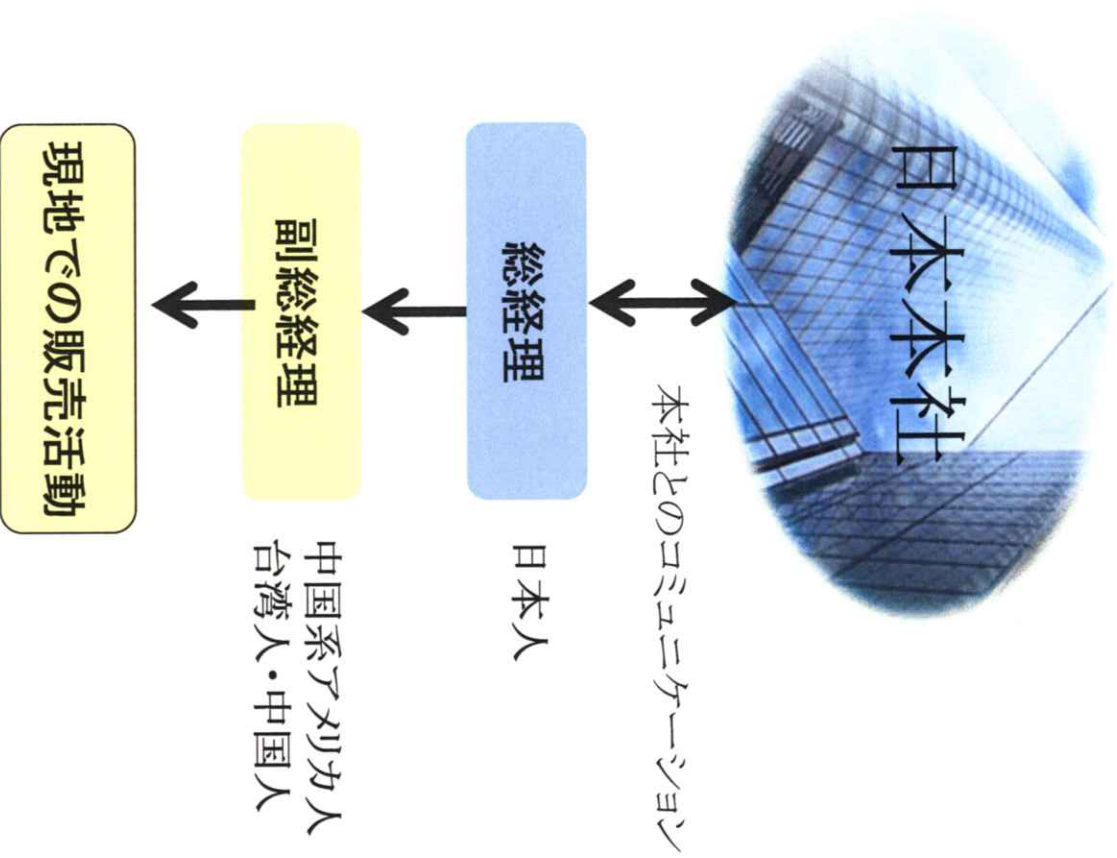 日本本社
本社とのコミュニケーション
総経理
日本人
副総経理
中国系アメリカ人
台湾人・中国人
現地での販売活動